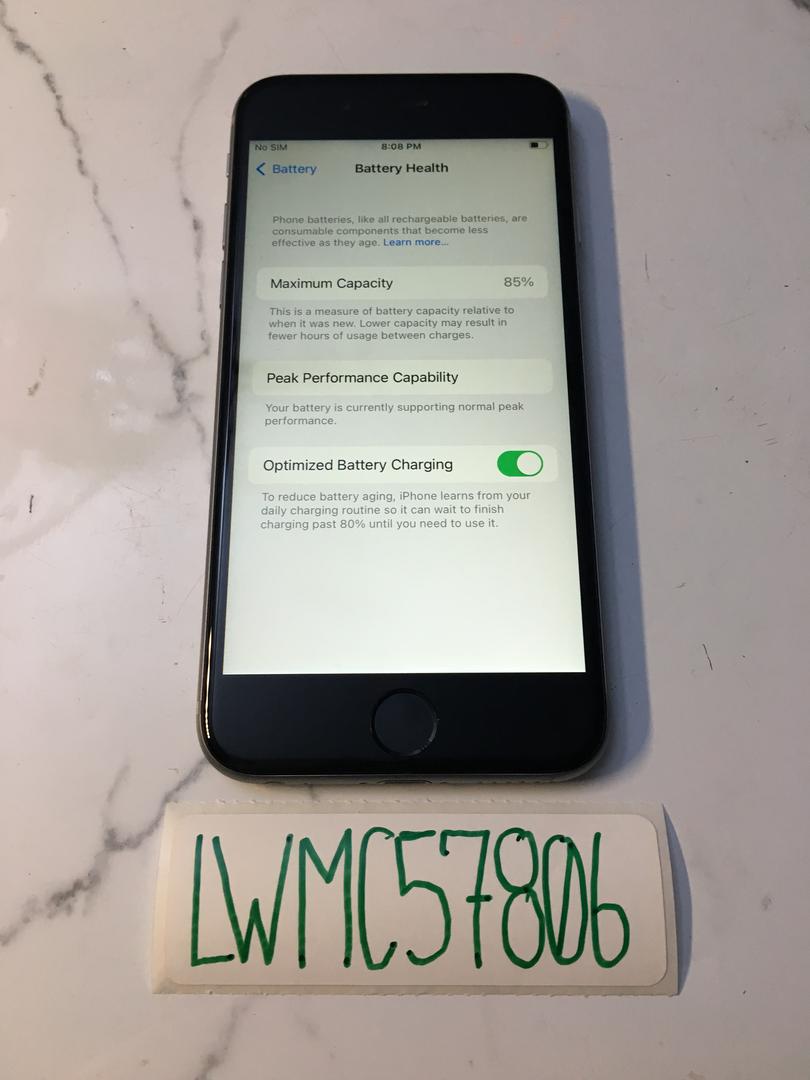 No SIM 8:08 PM
Battery Battery Health
Phone batteries, like all rechargeable batteries, are
consumable components that become less
effective as they age. Learn more...
Maximum Capacity 85%
This is a measure of battery capacity relative to
when it was new. Lower capacity may result in
fewer hours of usage between charges.
Peak Performance Capability
Your battery is currently supporting normal peak
performance.
Optimized Battery Charging
To reduce battery aging, iPhone learns from your
daily charging routine so it can wait to finish
charging past 80% until you need to use it.
LWMC57806